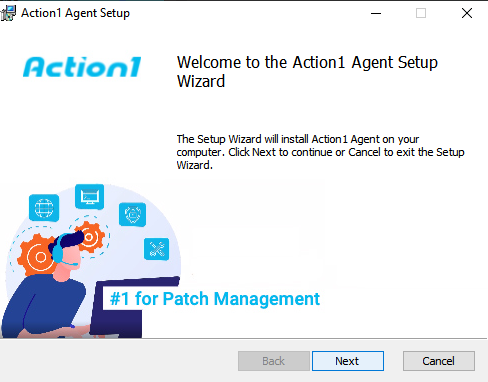 Action1 Agent Setup
Action1
Welcome to the Action1 Agent Setup
Wizard
The Setup Wizard will install Action1 Agent on your
computer. Click Next to continue or Cancel to exit the Setup
Wizard.
#1 for Patch Management
Back
Next
Cancel